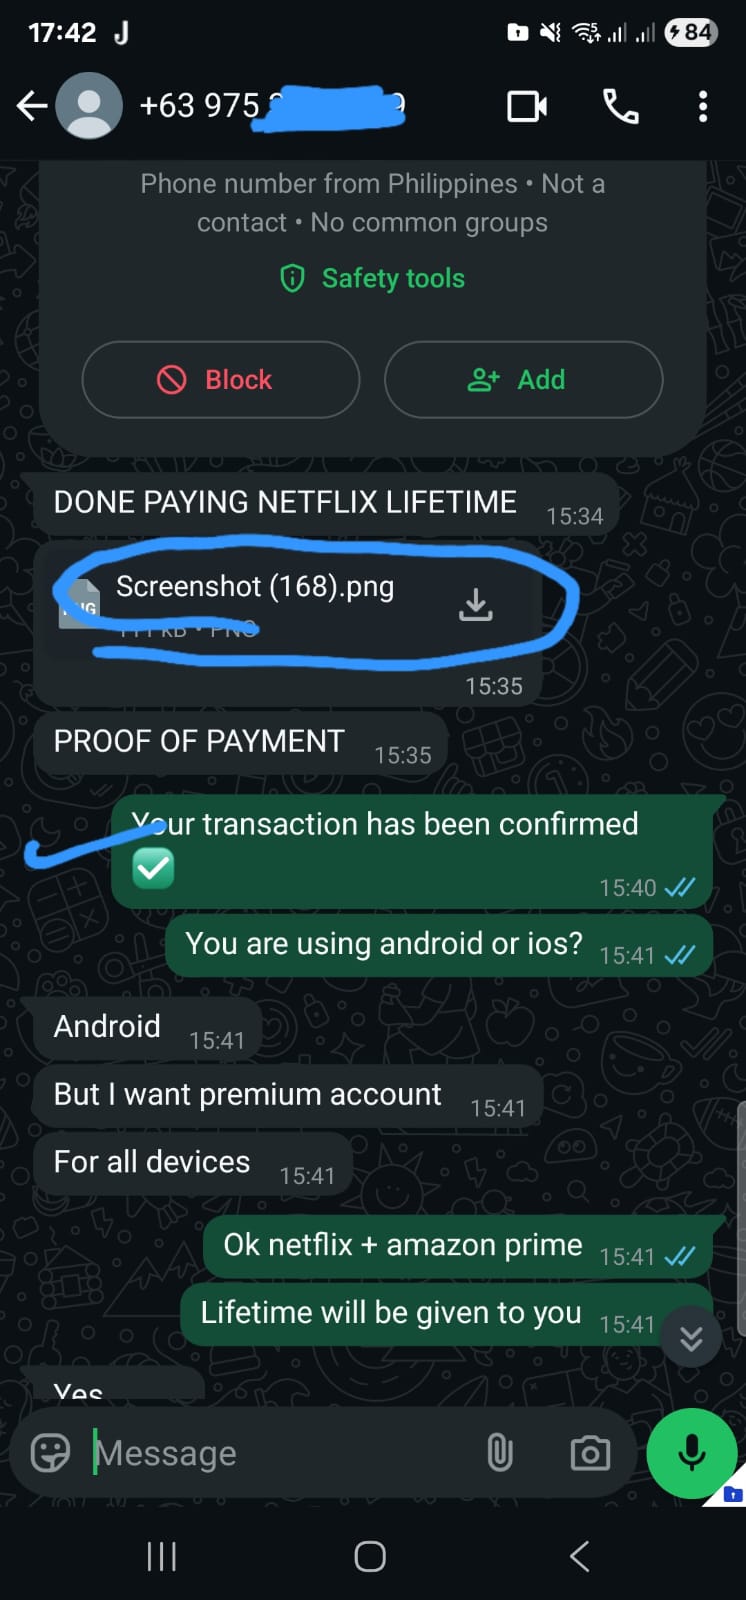 17:42 J
84
+63 975
Phone number from Philippines • Not a
contact • No common groups
Safety tools
Block
Add
DONE PAYING NETFLIX LIFETIME 15:34
Screenshot (168).png
KB • PNG
15:35
PROOF OF PAYMENT 15:35
Your transaction has been confirmed
✅
15:40
You are using android or ios? 15:41
Android 15:41
But I want premium account 15:41
For all devices 15:41
Ok netflix + amazon prime 15:41
Lifetime will be given to you 15:41
Yes
Message